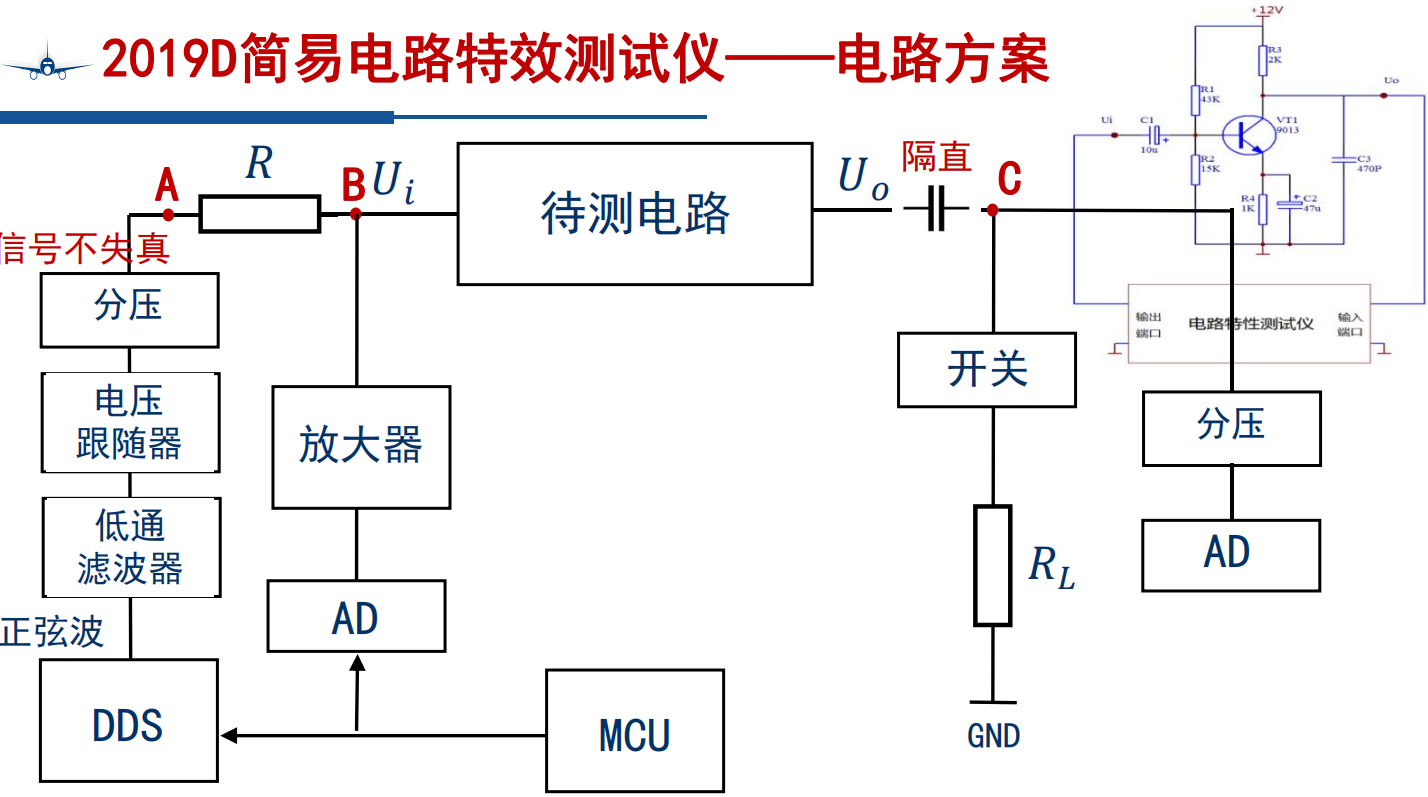 2019D简易电路特效测试仪——电路方案
+12V
R3
2K
Uo
R1
43K
VT1
9013
Ui
C1
10u
+
R2
15K
C3
470P
R4
1K
+
C2
47u
输出
端口
电路特性测试仪
输入
端口
A
R
B
Ui
待测电路
Uo
隔直
C
信号不失真
分压
电压
跟随器
低通
滤波器
正弦波
DDS
放大器
AD
MCU
开关
RL
GND
分压
AD